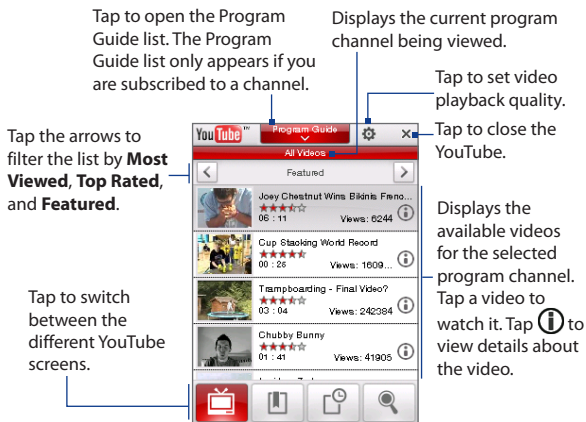 Tap to open the Program
Guide list. The Program
Guide list only appears if you
are subscribed to a channel.
Displays the current program
channel being viewed.
Tap to set video
playback quality.
Tap to close the
YouTube.
Tap the arrows to
filter the list by Most
Viewed, Top Rated,
and Featured.
You Tube ™
Program Guide
All Videos
Featured
Joey Chestnut Wins Bikinis Freno...
06 : 11 Views: 6244
Cup Stacking World Record
00 : 26 Views: 1609...
Trampboarding - Final Video?
03 : 04 Views: 242384
Chubby Bunny
01 : 41 Views: 41905
Displays the
available videos
for the selected
program channel.
Tap a video to
watch it. Tap i to
view details about
the video.
Tap to switch
between the
different YouTube
screens.